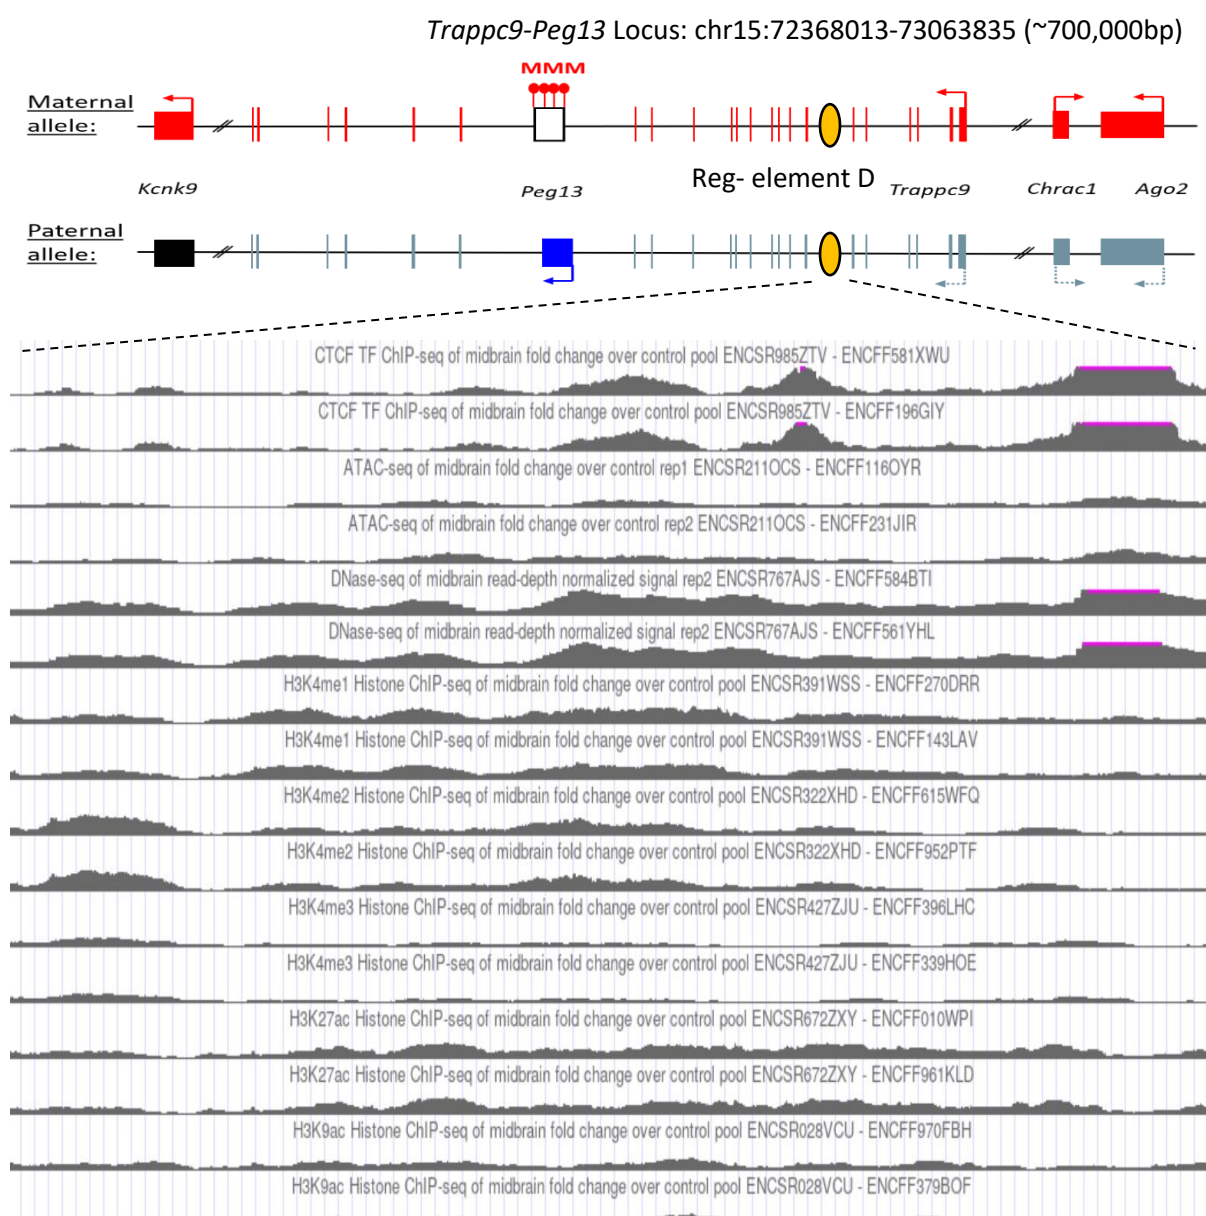 Trappc9-Peg13 Locus: chr15:72368013-73063835 (~700,000bp)
MMM
Maternal
allele:
Reg- element D
Kcnk9 Peg13 Trappc9 Chrac1 Ago2
Paternal
allele:
CTCF TF ChIP-seq of midbrain fold change over control pool ENCSR985ZTV - ENCFF581XWU
CTCF TF ChIP-seq of midbrain fold change over control pool ENCSR985ZTV - ENCFF196GIY
ATAC-seq of midbrain fold change over control rep1 ENCSR211OCS - ENCFF116OYR
ATAC-seq of midbrain fold change over control rep2 ENCSR211OCS - ENCFF231JIR
DNase-seq of midbrain read-depth normalized signal rep2 ENCSR767AJS - ENCFF584BTI
DNase-seq of midbrain read-depth normalized signal rep2 ENCSR767AJS - ENCFF561YHL
H3K4me1 Histone ChIP-seq of midbrain fold change over control pool ENCSR391WSS - ENCFF270DRR
H3K4me1 Histone ChIP-seq of midbrain fold change over control pool ENCSR391WSS - ENCFF143LAV
H3K4me2 Histone ChIP-seq of midbrain fold change over control pool ENCSR322XHD - ENCFF615WFQ
H3K4me2 Histone ChIP-seq of midbrain fold change over control pool ENCSR322XHD - ENCFF952PTF
H3K4me3 Histone ChIP-seq of midbrain fold change over control pool ENCSR427ZJU - ENCFF396LHC
H3K4me3 Histone ChIP-seq of midbrain fold change over control pool ENCSR427ZJU - ENCFF339HOE
H3K27ac Histone ChIP-seq of midbrain fold change over control pool ENCSR672ZXY - ENCFF010WPI
H3K27ac Histone ChIP-seq of midbrain fold change over control pool ENCSR672ZXY - ENCFF961KLD
H3K9ac Histone ChIP-seq of midbrain fold change over control pool ENCSR028VCU - ENCFF970FBH
H3K9ac Histone ChIP-seq of midbrain fold change over control pool ENCSR028VCU - ENCFF379BOF